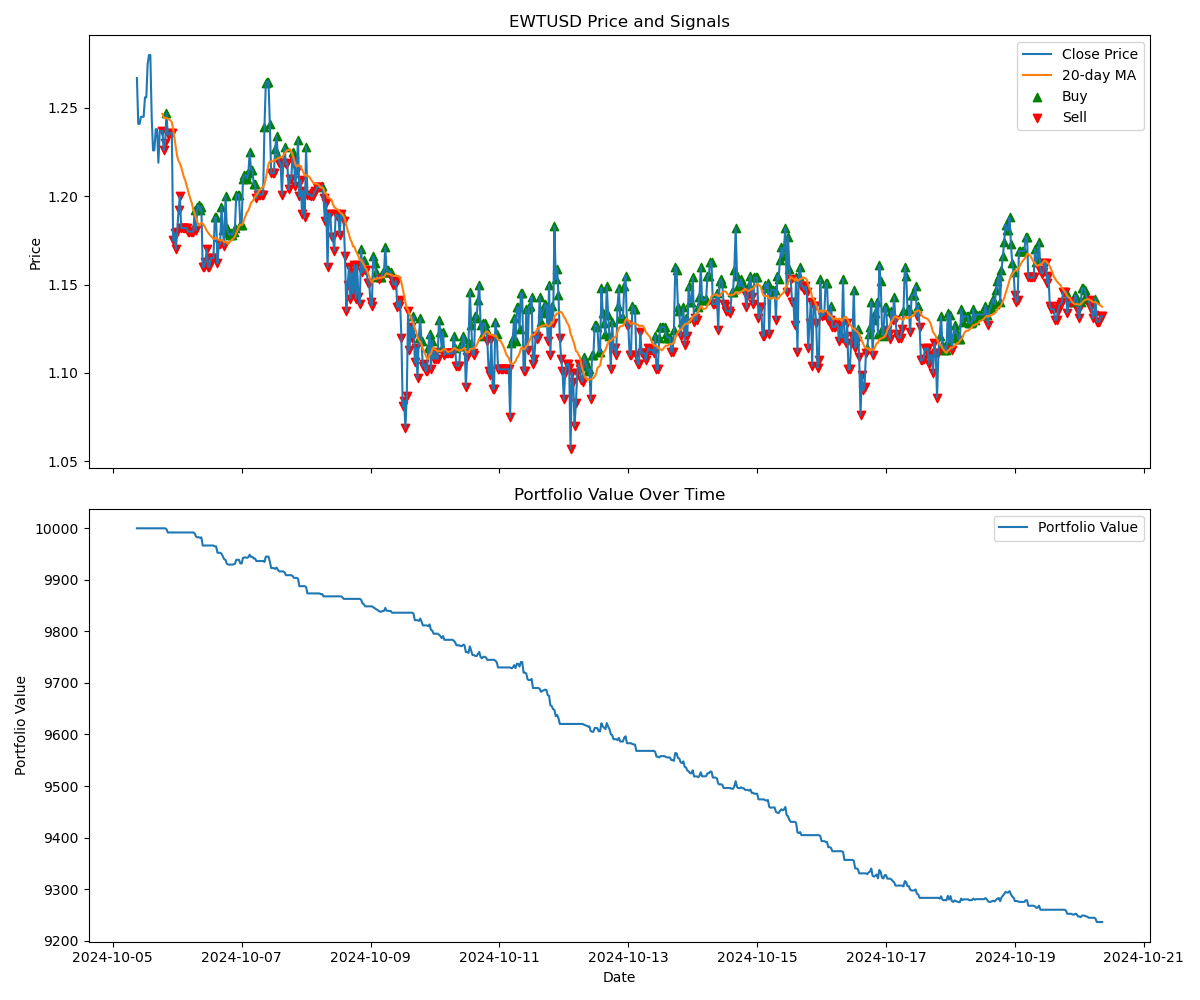 EWTUSD Price and Signals
Price
1.25
1.20
1.15
1.10
1.05
Close Price
20-day MA
Buy
Sell
Portfolio Value Over Time
Portfolio Value
10000
9900
9800
9700
9600
9500
9400
9300
9200
Portfolio Value
2024-10-05 2024-10-07 2024-10-09 2024-10-11 2024-10-13 2024-10-15 2024-10-17 2024-10-19 2024-10-21
Date